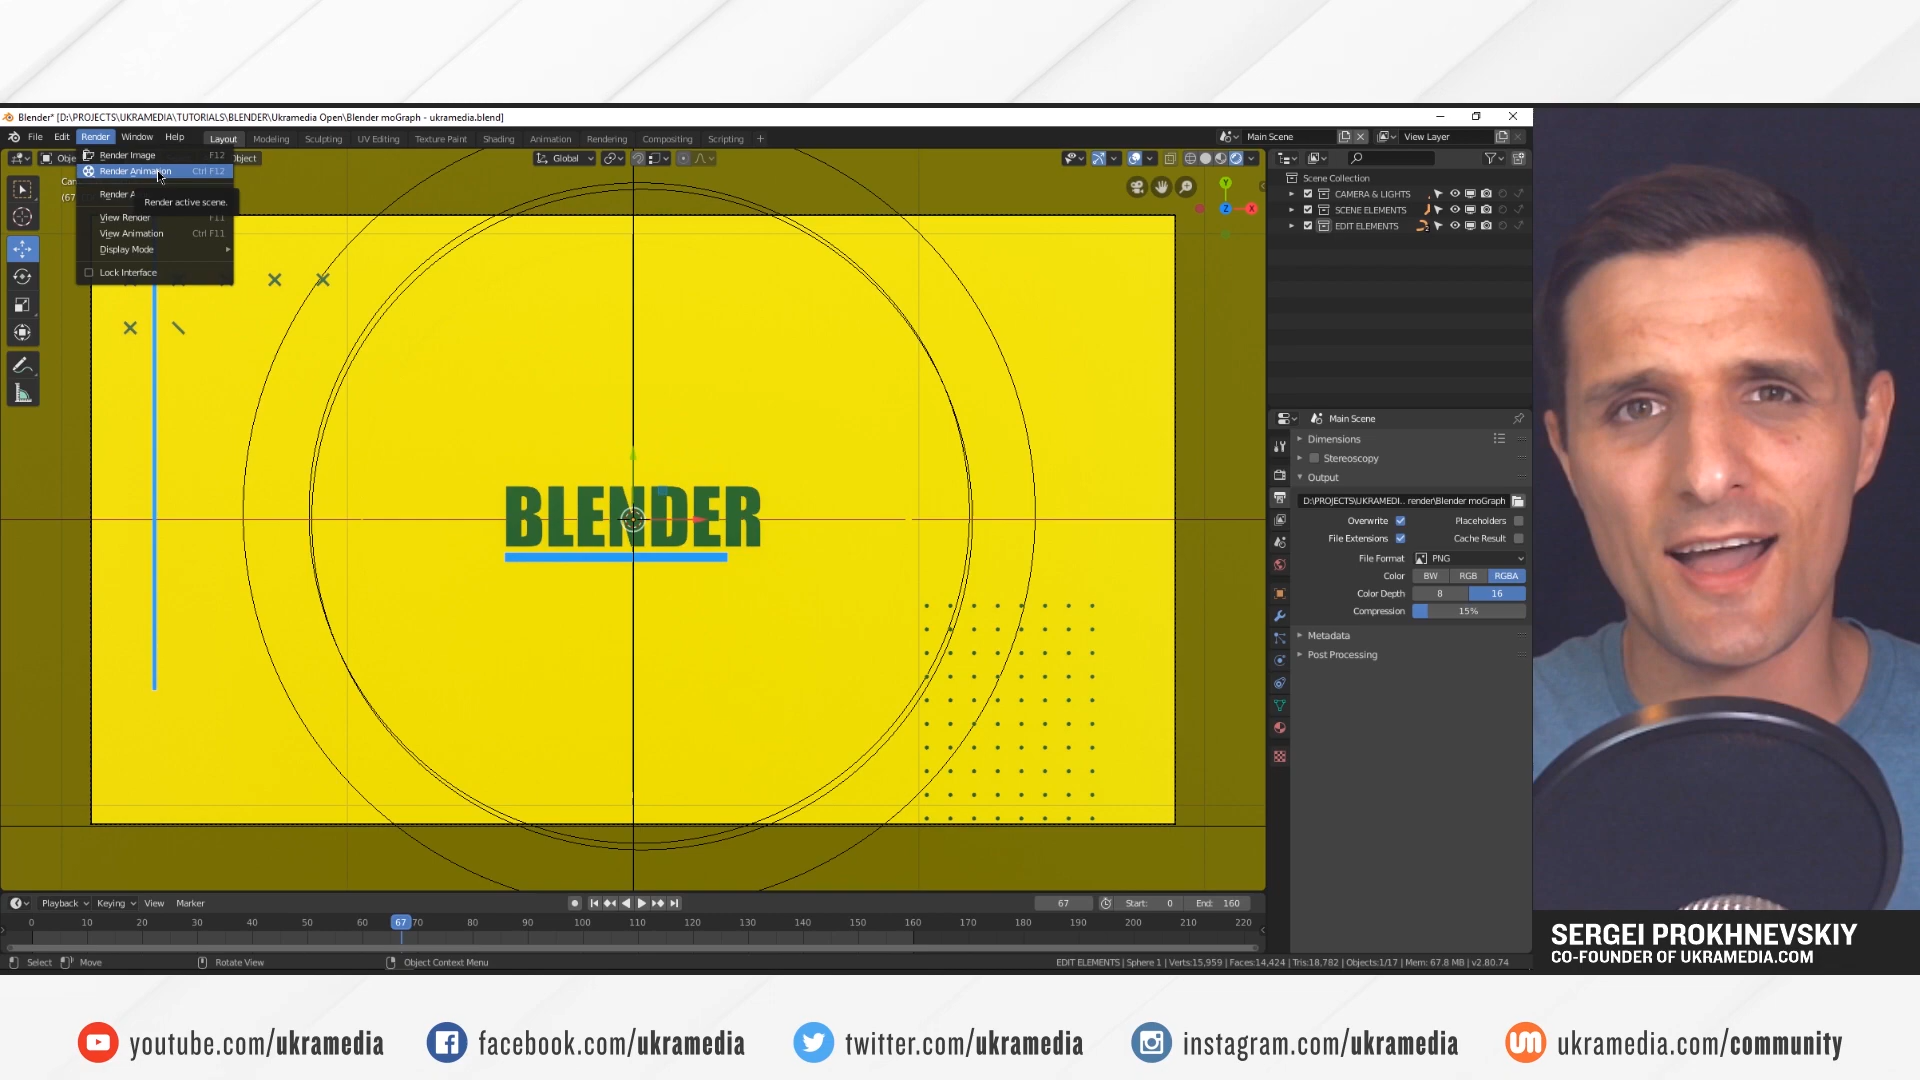 Blender* [D:\PROJECTS\UKRAMEDIA\TUTORIALS\BLENDER\Ukramedia Open\Blender moGraph - ukramedia.blend]
File Edit Render Window Help Layout Modeling Sculpting UV Editing Texture Paint Shading Animation Rendering Compositing Scripting + Main Scene View Layer
Global
Render Image F12
Render Animation Ctrl F12
Render active scene.
View Render F11
View Animation Ctrl F11
Display Mode
Lock Interface
Scene Collection
CAMERA & LIGHTS
SCENE ELEMENTS
EDIT ELEMENTS
Y
Z X
BLENDER
Main Scene
Dimensions
Stereoscopy
Output
D:\PROJECTS\UKRAMEDI.. render\Blender moGraph
Overwrite Placeholders
File Extensions Cache Result
File Format PNG
Color BW RGB RGBA
Color Depth 8 16
Compression 15%
Metadata
Post Processing
Playback Keying View Marker 67 Start: 0 End: 160
0 10 20 30 40 50 67 70 80 90 100 110 120 130 140 150 160 170 180 190 200 210 220
Select Move Rotate View Object Context Menu EDIT ELEMENTS | Sphere 1 | Verts:15,959 | Faces:14,424 | Tris:18,782 | Objects:1/17 | Mem: 67.8 MB | v2.80.74
SERGEI PROKHNEVSKIY
CO-FOUNDER OF UKRAMEDIA.COM
youtube.com/ukramedia facebook.com/ukramedia twitter.com/ukramedia instagram.com/ukramedia um ukramedia.com/community